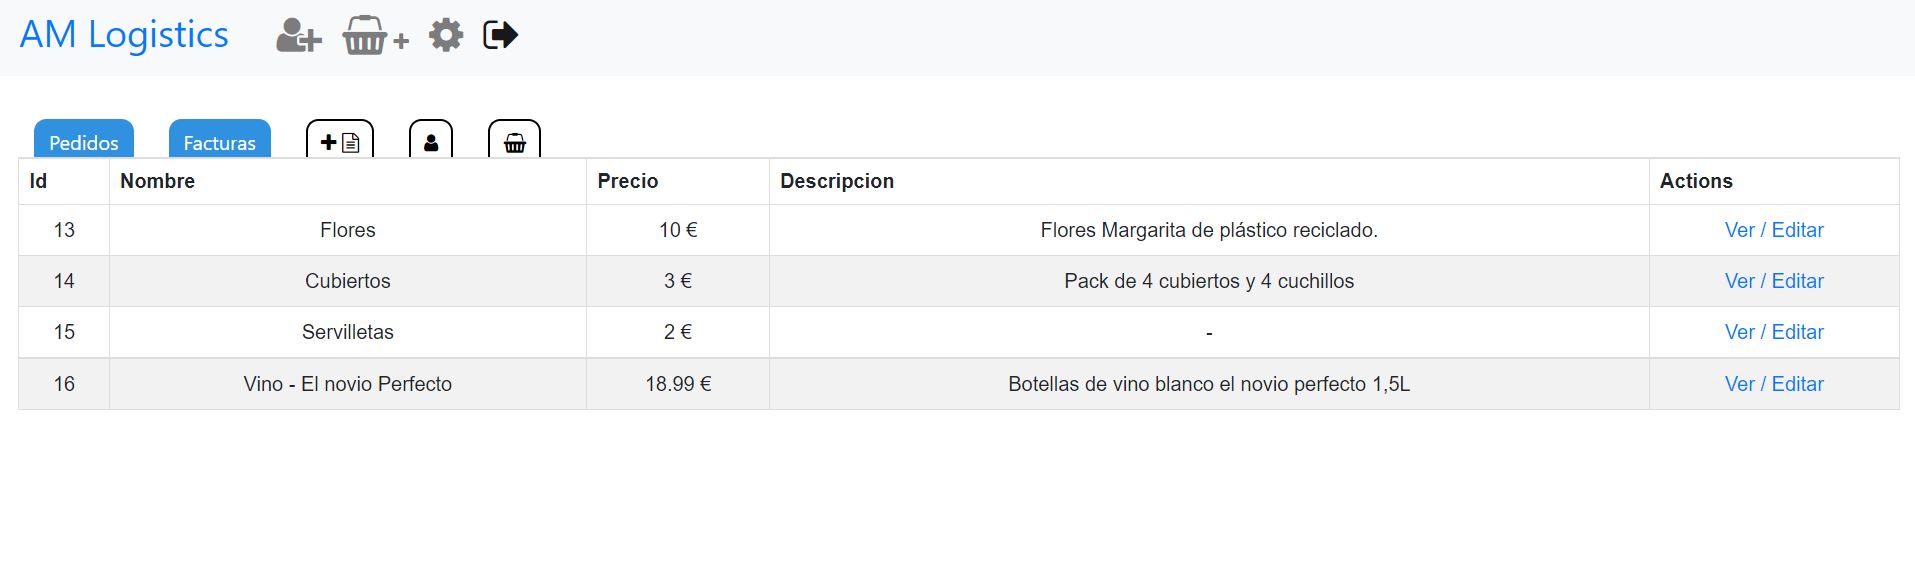 AM Logistics
Pedidos Facturas
Id Nombre Precio Descripcion Actions
13 Flores 10 € Flores Margarita de plástico reciclado. Ver / Editar
14 Cubiertos 3 € Pack de 4 cubiertos y 4 cuchillos Ver / Editar
15 Servilletas 2 € - Ver / Editar
16 Vino - El novio Perfecto 18.99 € Botellas de vino blanco el novio perfecto 1,5L Ver / Editar